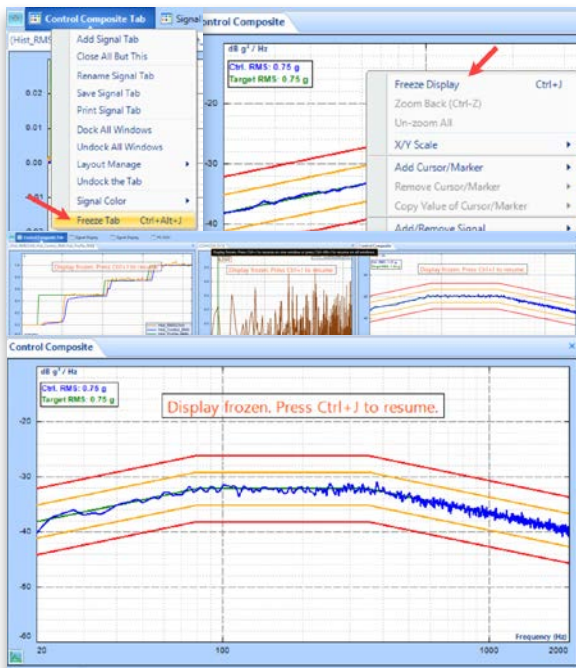 Control Composite Tab
Signal
Add Signal Tab
Close All But This
Rename Signal Tab
Save Signal Tab
Print Signal Tab
Dock All Windows
Undock All Windows
Layout Manage
Undock the Tab
Signal Color
Freeze Tab Ctrl+Alt+J
0.02
0.01
0.00
Control Composite
dB g² / Hz
Ctrl. RMS: 0.75 g
Target RMS: 0.75 g
-20
-30
-40
Freeze Display Ctrl+J
Zoom Back (Ctrl-Z)
Un-zoom All
X/Y Scale
Add Cursor/Marker
Remove Cursor/Marker
Copy Value of Cursor/Marker
Add/Remove Signal
Display frozen. Press Ctrl+J to resume.
Display frozen. Press Ctrl+J to resume.
Display frozen. Press Ctrl+J to resume.
Control Composite
dB g² / Hz
Ctrl. RMS: 0.75 g
Target RMS: 0.75 g
Display frozen. Press Ctrl+J to resume.
-20
-30
-40
-50
-60
Frequency (Hz)
20
100
1000
2000